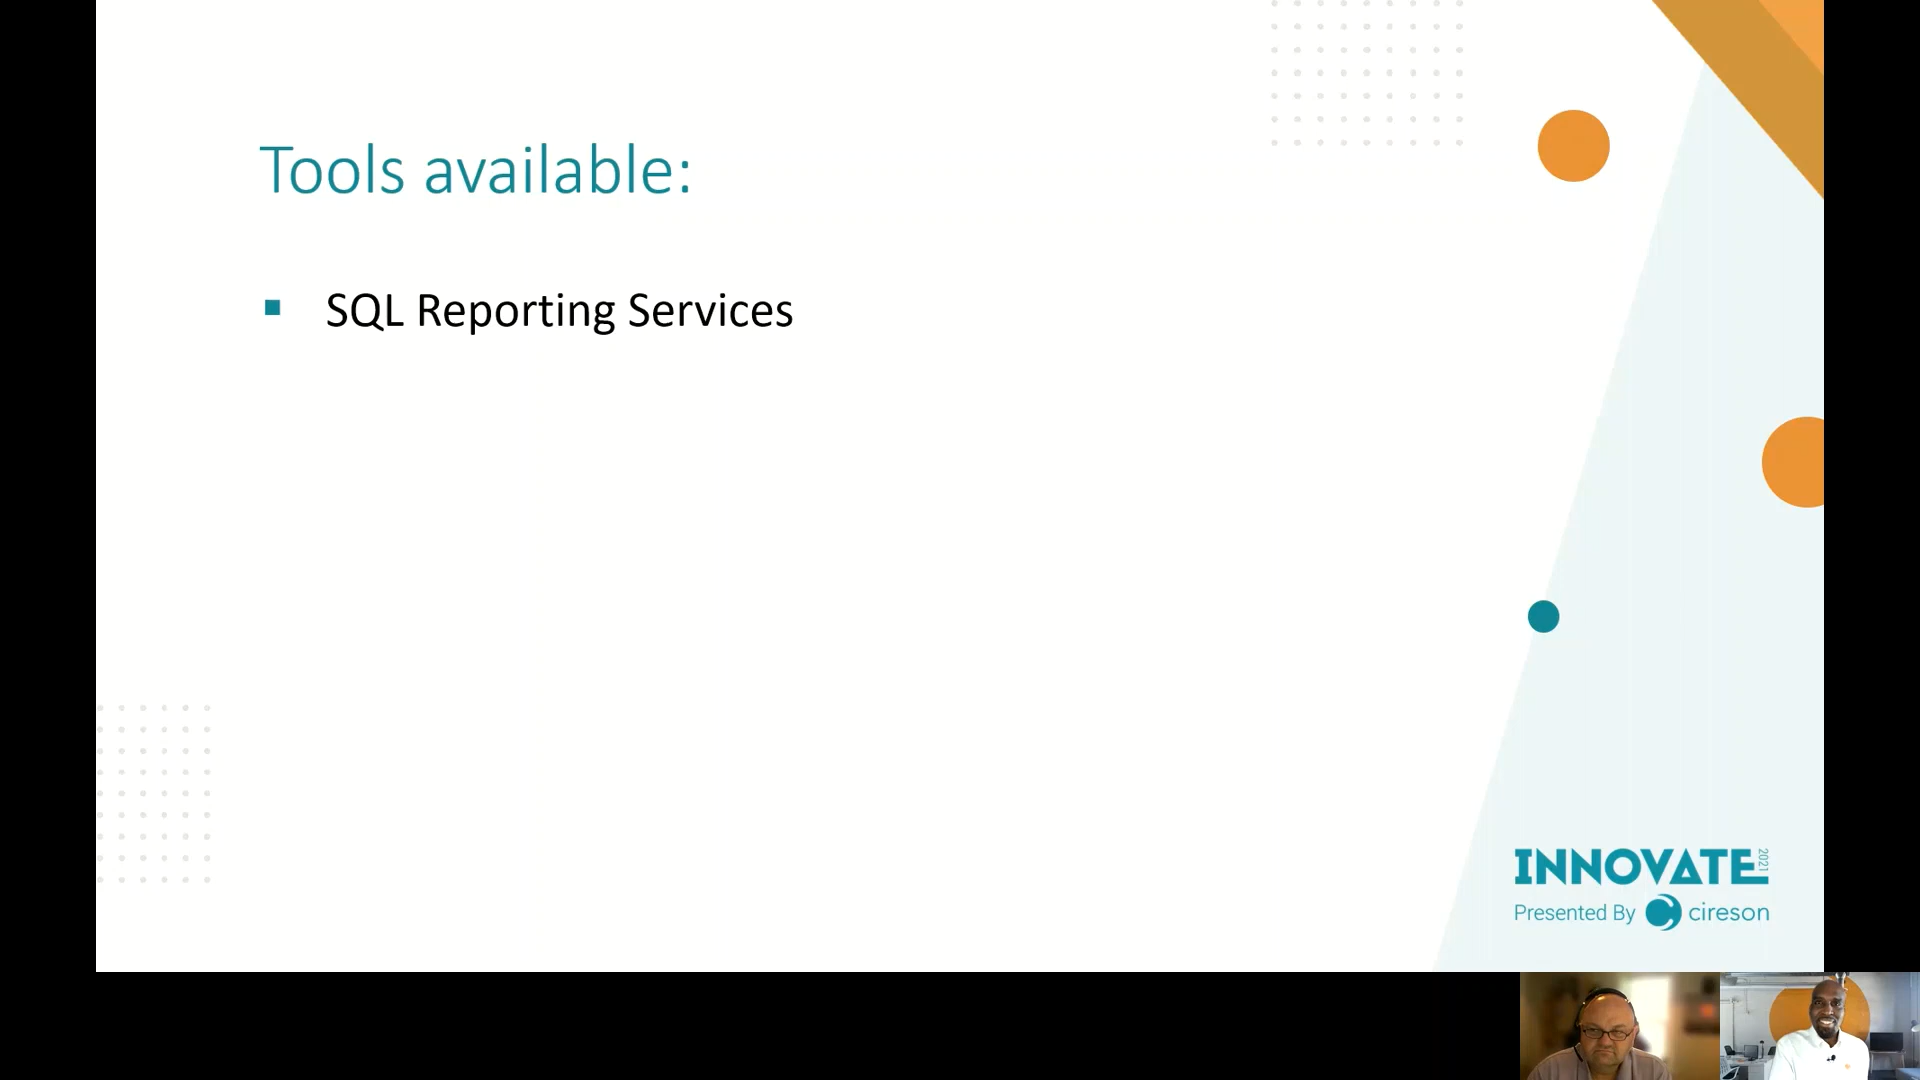 Tools available:
SQL Reporting Services
INNOVATE 2021
Presented By cireson